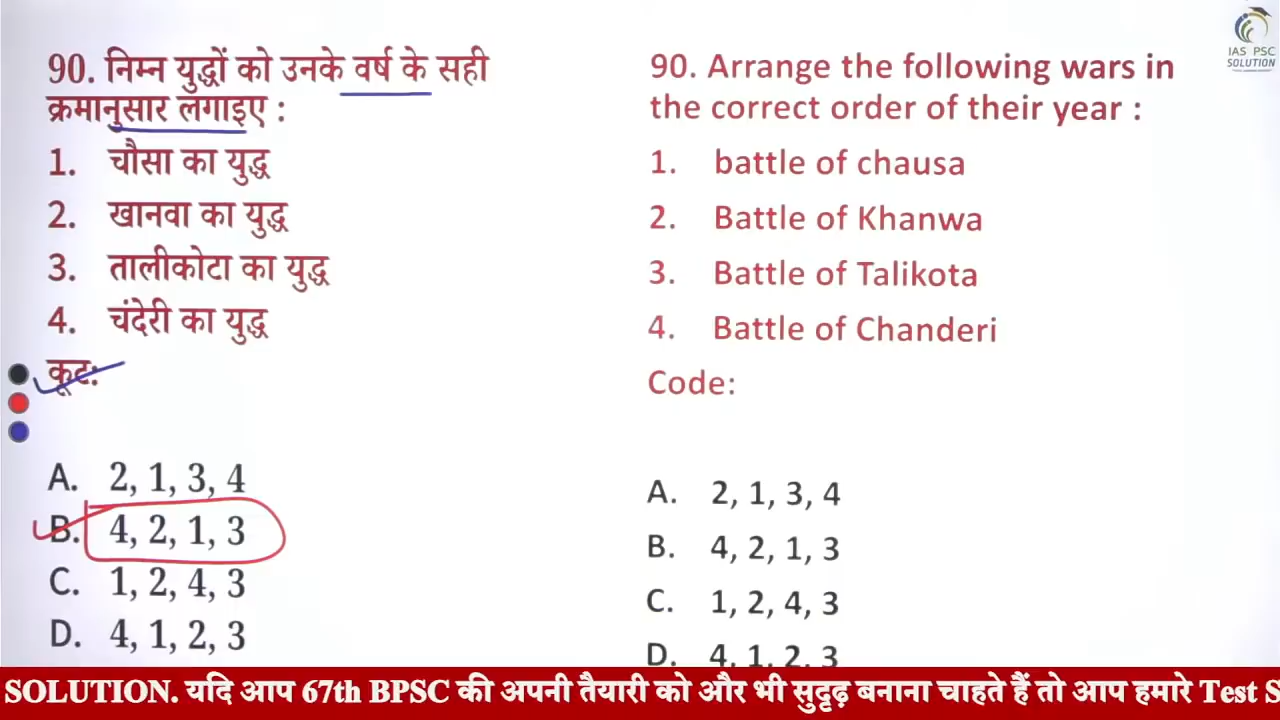 90. निम्न युद्धों को उनके वर्ष के सही
क्रमानुसार लगाइए :
1. चौसा का युद्ध
2. खानवा का युद्ध
3. तालीकोटा का युद्ध
4. चंदेरी का युद्ध
कूट:
A. 2, 1, 3, 4
B. 4, 2, 1, 3
C. 1, 2, 4, 3
D. 4, 1, 2, 3
90. Arrange the following wars in
the correct order of their year :
1. battle of chausa
2. Battle of Khanwa
3. Battle of Talikota
4. Battle of Chanderi
Code:
A. 2, 1, 3, 4
B. 4, 2, 1, 3
C. 1, 2, 4, 3
D. 4, 1, 2, 3
IAS PSC
SOLUTION
SOLUTION. यदि आप 67th BPSC की अपनी तैयारी को और भी सुदृढ़ बनाना चाहते हैं तो आप हमारे Test S